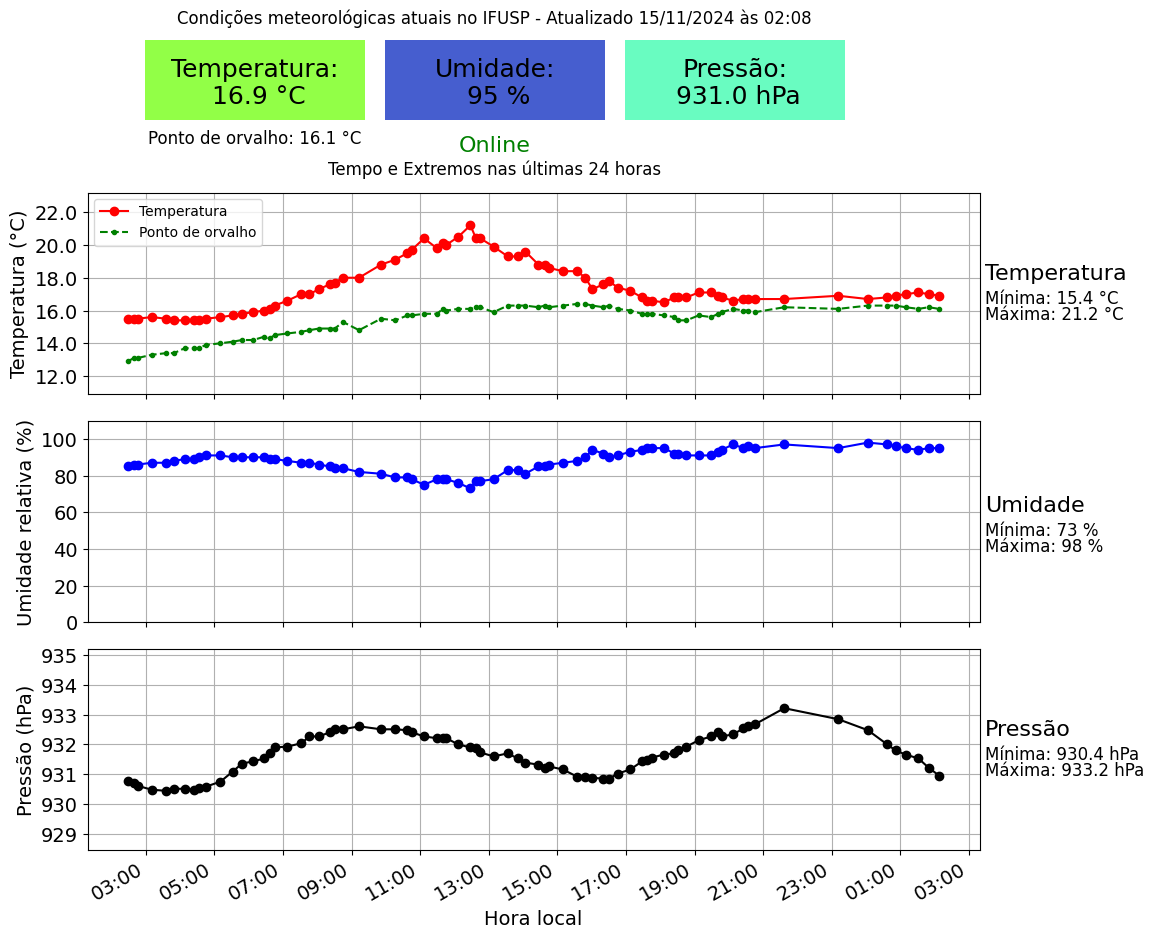 Condições meteorológicas atuais no IFUSP - Atualizado 15/11/2024 às 02:08
Temperatura:
16.9 °C
Umidade:
95 %
Pressão:
931.0 hPa
Ponto de orvalho: 16.1 °C
Online
Tempo e Extremos nas últimas 24 horas
Temperatura (°C)
22.0
20.0
18.0
16.0
14.0
12.0
Temperatura
Ponto de orvalho
Temperatura
Mínima: 15.4 °C
Máxima: 21.2 °C
Umidade relativa (%)
100
80
60
40
20
0
Umidade
Mínima: 73 %
Máxima: 98 %
Pressão (hPa)
935
934
933
932
931
930
929
Pressão
Mínima: 930.4 hPa
Máxima: 933.2 hPa
03:00 05:00 07:00 09:00 11:00 13:00 15:00 17:00 19:00 21:00 23:00 01:00 03:00
Hora local